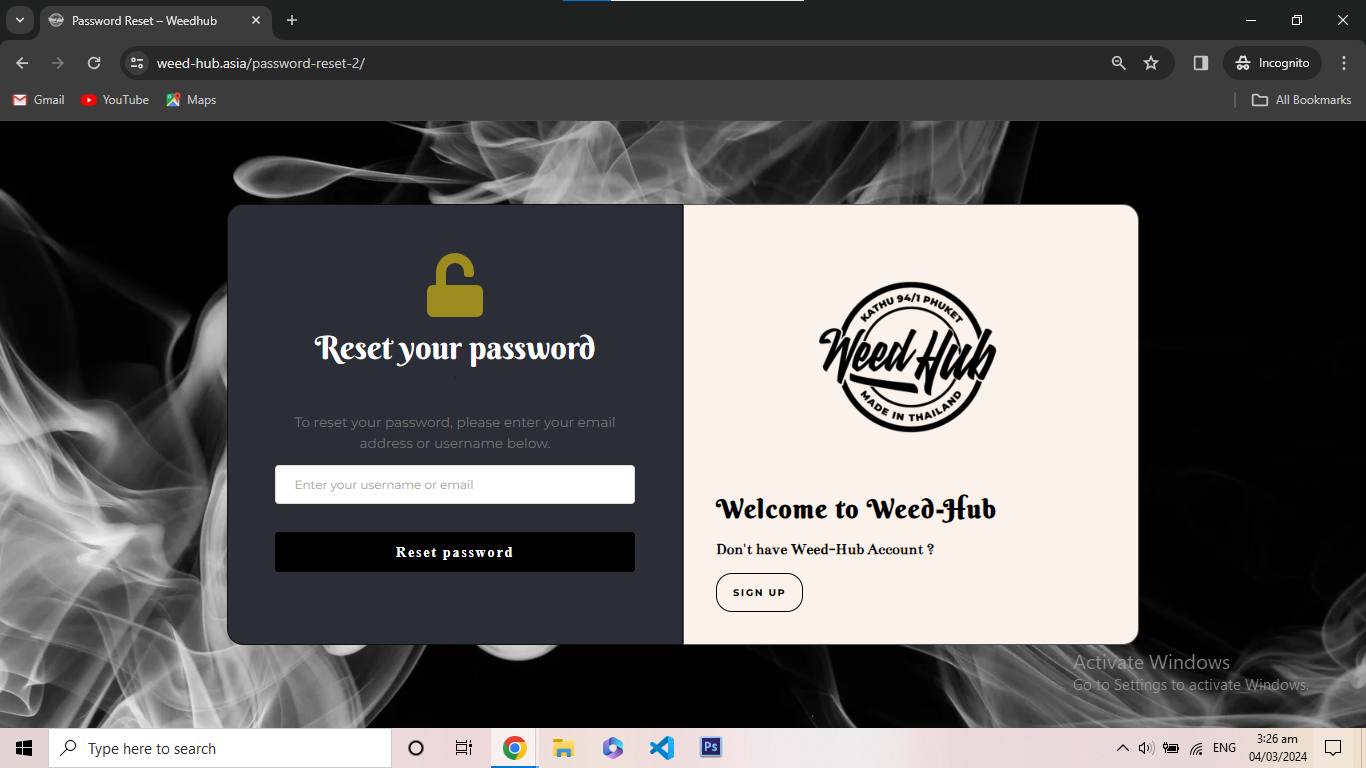 Password Reset – Weedhub
weed-hub.asia/password-reset-2/
Incognito
Gmail
YouTube
Maps
All Bookmarks
Reset your password
To reset your password, please enter your email
address or username below.
Enter your username or email
Reset password
KATHU 94/1 PHUKET
Weed Hub
MADE IN THAILAND
Welcome to Weed-Hub
Don't have Weed-Hub Account ?
SIGN UP
Activate Windows
Go to Settings to activate Windows.
Type here to search
Ps
ENG
3:26 am
04/03/2024